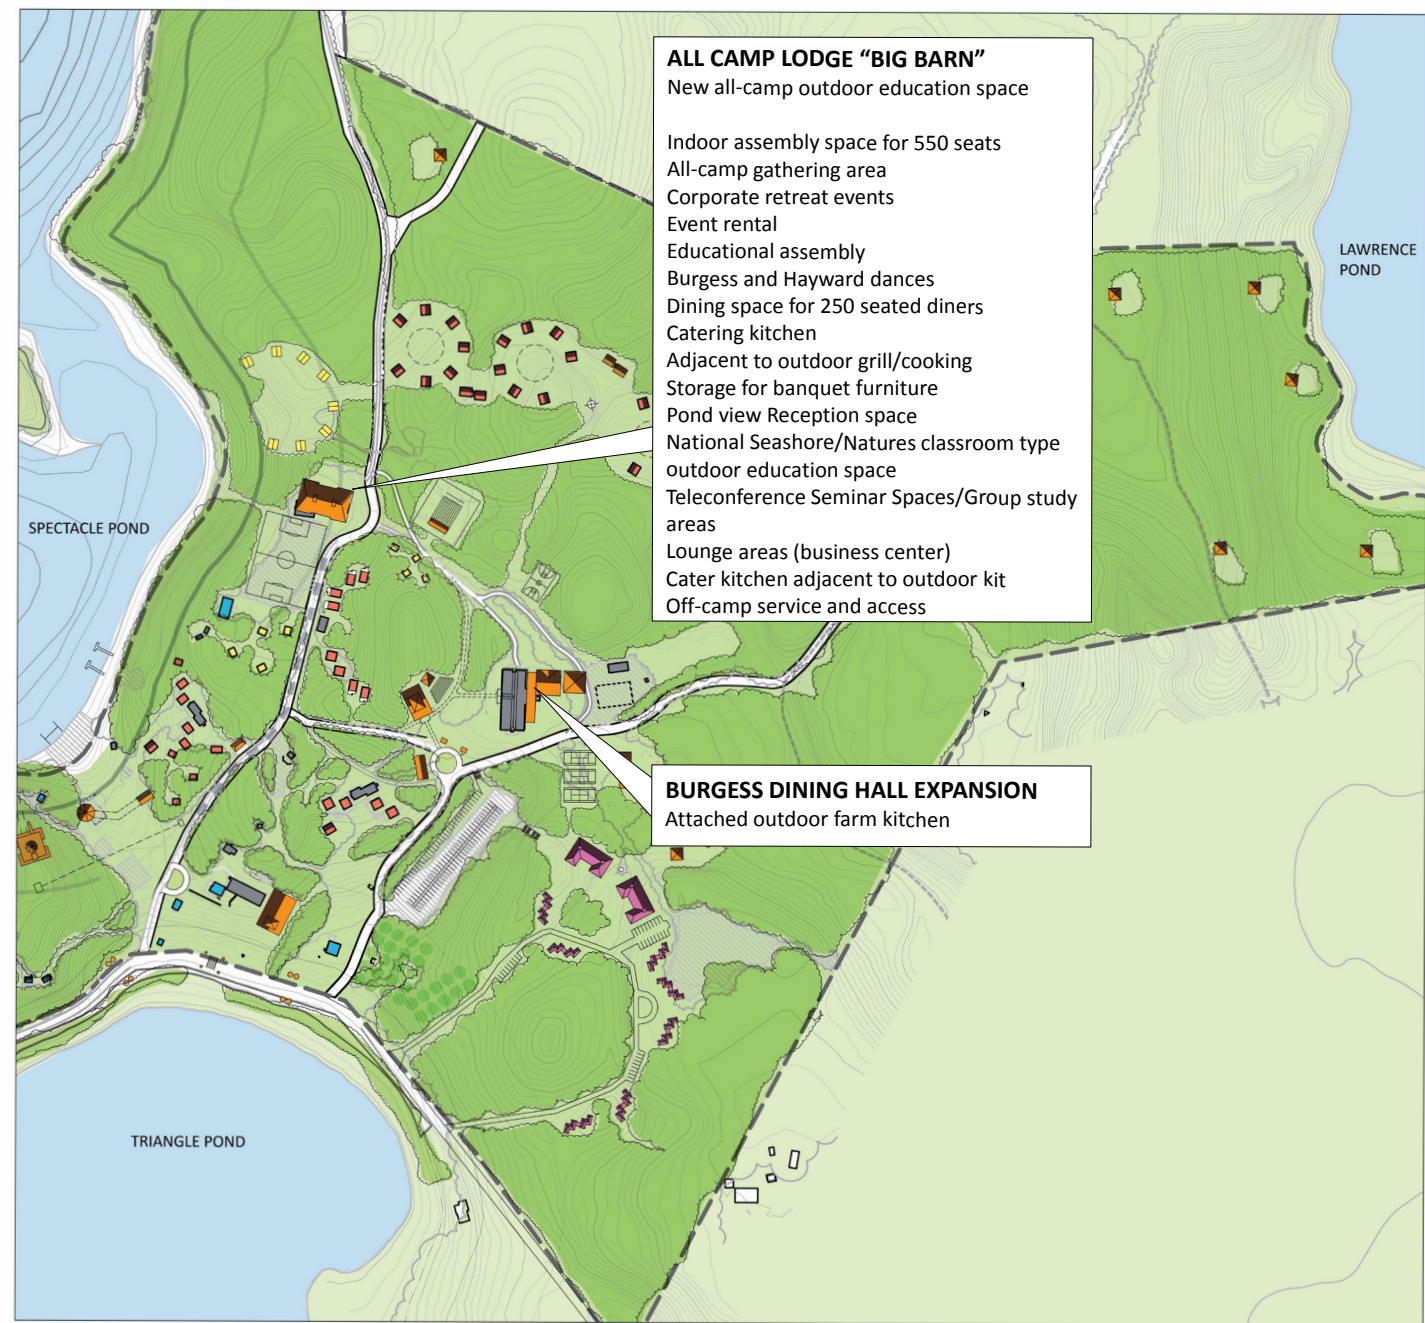 ALL CAMP LODGE “BIG BARN”
New all-camp outdoor education space
Indoor assembly space for 550 seats
All-camp gathering area
Corporate retreat events
Event rental
Educational assembly
Burgess and Hayward dances
Dining space for 250 seated diners
Catering kitchen
Adjacent to outdoor grill/cooking
Storage for banquet furniture
Pond view Reception space
National Seashore/Natures classroom type
outdoor education space
Teleconference Seminar Spaces/Group study
areas
Lounge areas (business center)
Cater kitchen adjacent to outdoor kit
Off-camp service and access
LAWRENCE
POND
SPECTACLE POND
BURGESS DINING HALL EXPANSION
Attached outdoor farm kitchen
TRIANGLE POND